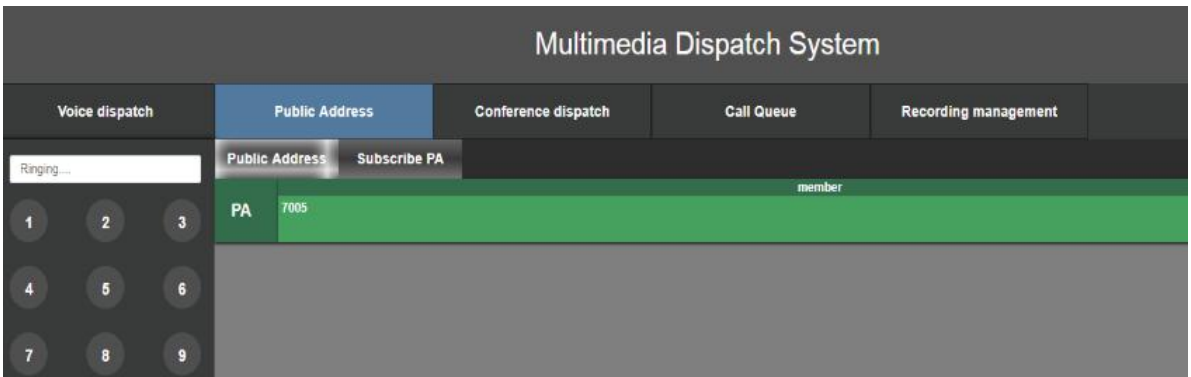 Multimedia Dispatch System
Voice dispatch Public Address Conference dispatch Call Queue Recording management
Ringing....
Public Address Subscribe PA
member
PA 7005
1 2 3
4 5 6
7 8 9